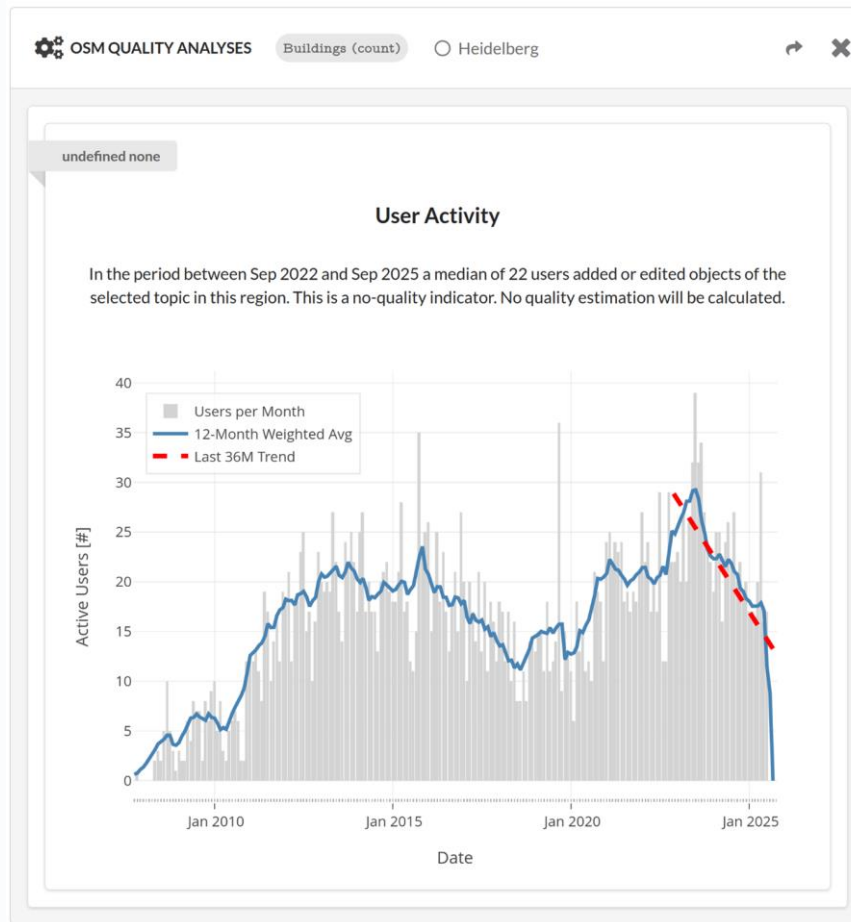 OSM QUALITY ANALYSES Buildings (count) Heidelberg
undefined none
User Activity
In the period between Sep 2022 and Sep 2025 a median of 22 users added or edited objects of the
selected topic in this region. This is a no-quality indicator. No quality estimation will be calculated.
40
Users per Month
35
12-Month Weighted Avg
Last 36M Trend
30
25
Active Users [#]
20
15
10
5
0
Jan 2010 Jan 2015 Jan 2020 Jan 2025
Date